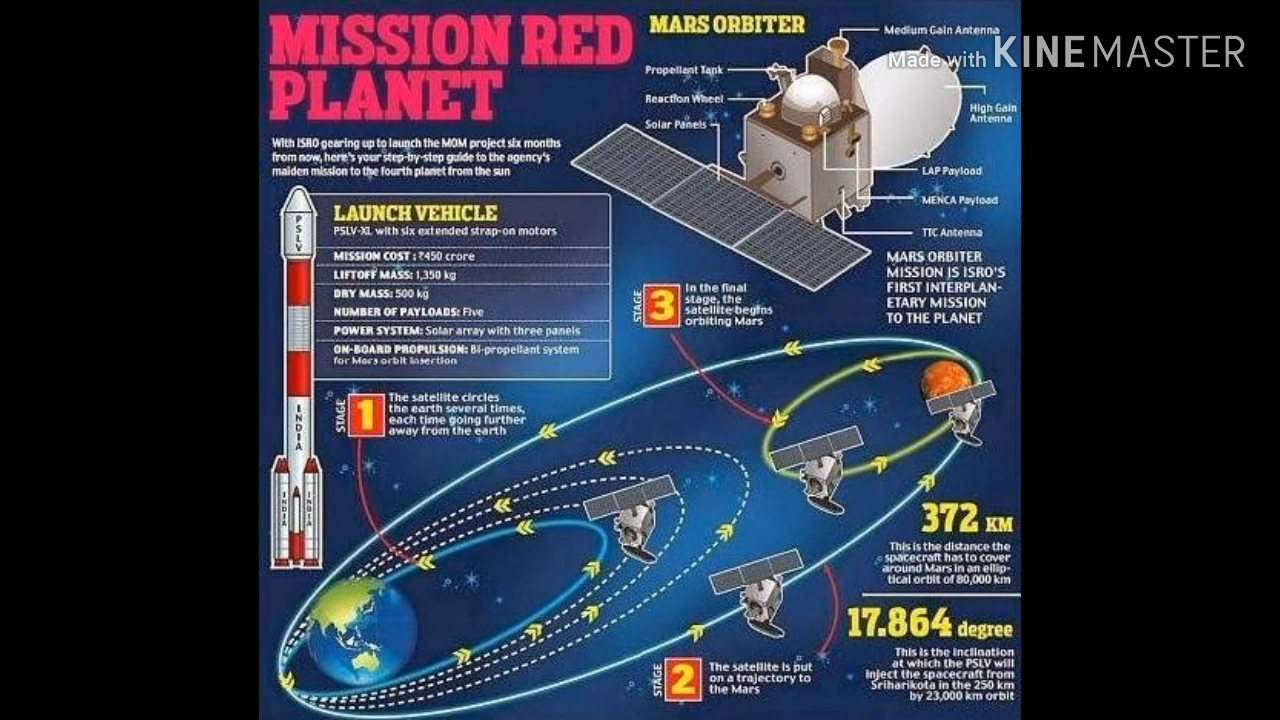 MISSION RED
PLANET
With ISRO gearing up to launch the MOM project six months
from now, here's your step-by-step guide to the agency's
maiden mission to the fourth planet from the sun
MARS ORBITER
Medium Gain Antenna
Made with KINEMASTER
Propellant Tank
Reaction Wheel
Solar Panels
High Gain
Antenna
LAP Payload
MENCA Payload
TTC Antenna
MARS ORBITER
MISSION IS ISRO'S
FIRST INTERPLAN-
ETARY MISSION
TO THE PLANET
PSLV
INDIA
INDIA
INDIA
LAUNCH VEHICLE
PSLV-XL with six extended strap-on motors
MISSION COST : ₹450 crore
LIFTOFF MASS: 1,350 kg
DRY MASS: 500 kg
NUMBER OF PAYLOADS: Five
POWER SYSTEM: Solar array with three panels
ON-BOARD PROPULSION: Bi-propellant system
for Mars orbit insertion
STAGE 3
In the final
stage, the
satellite begins
orbiting Mars
STAGE 1
The satellite circles
the earth several times,
each time going further
away from the earth
372 KM
This is the distance the
spacecraft has to cover
around Mars in an ellip-
tical orbit of 80,000 km
17.864 degree
This is the inclination
at which the PSLV will
inject the spacecraft from
Sriharikota in the 250 km
by 23,000 km orbit
STAGE 2
The satellite is put
on a trajectory to
the Mars